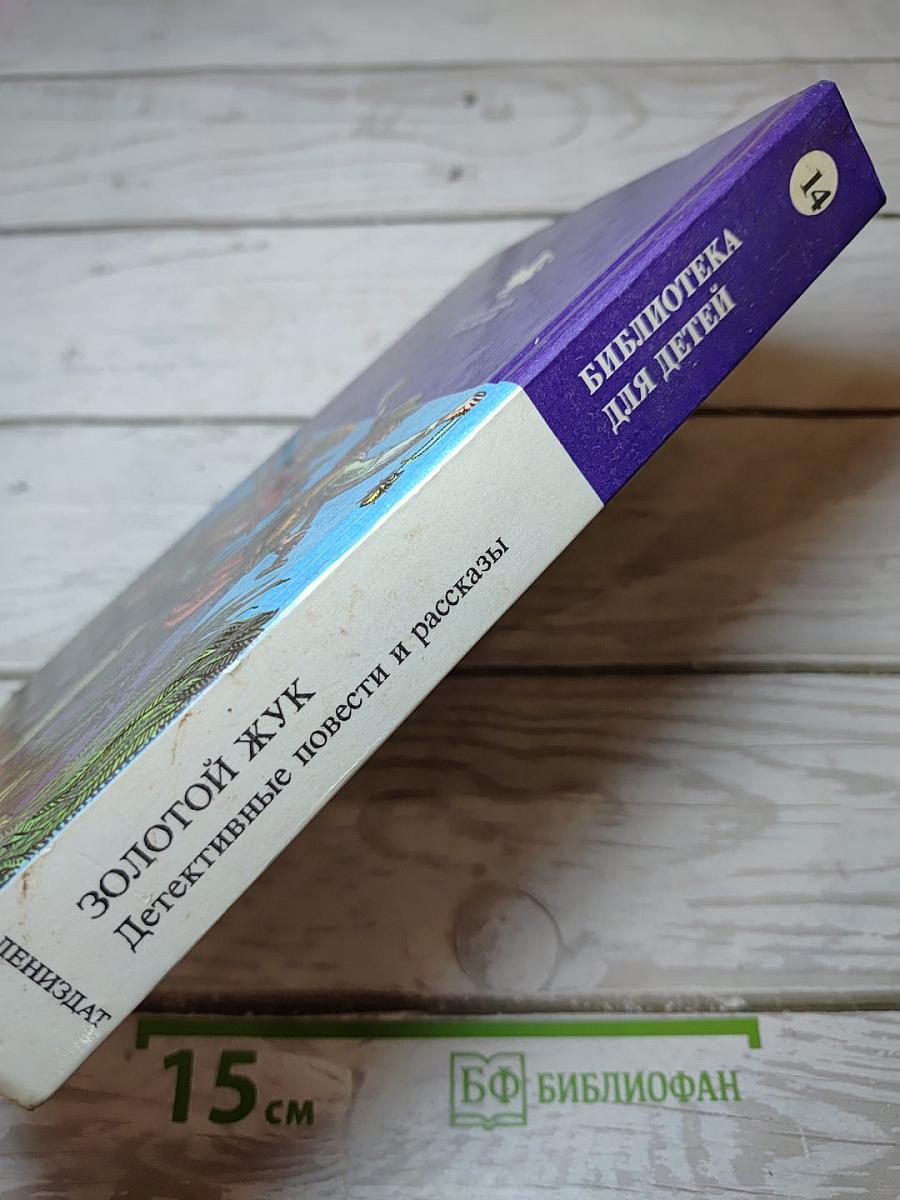 14
БИБЛИОТЕКА
ДЛЯ ДЕТЕЙ
ЗОЛОТОЙ ЖУК
Детективные повести и рассказы
ЛЕНИЗДАТ
15 см
БФ БИБЛИОФАН